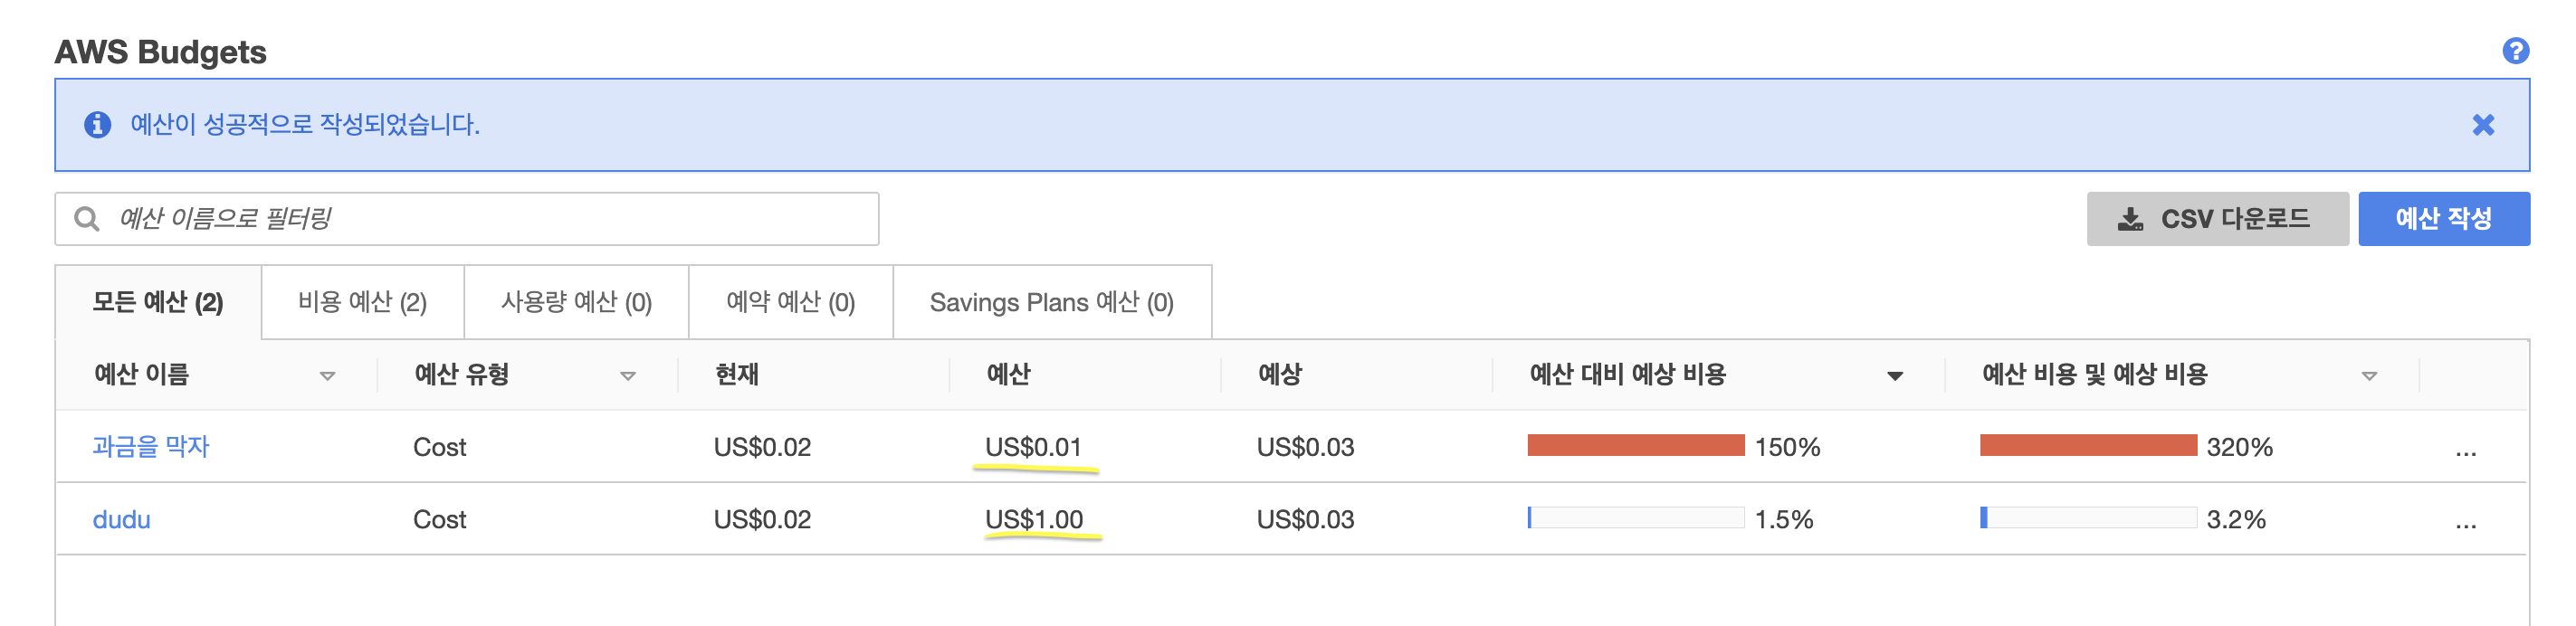 AWS Budgets
예산이 성공적으로 작성되었습니다.
예산 이름으로 필터링
CSV 다운로드
예산 작성
모든 예산 (2) 비용 예산 (2) 사용량 예산 (0) 예약 예산 (0) Savings Plans 예산 (0)
예산 이름 예산 유형 현재 예산 예상 예산 대비 예상 비용 예산 비용 및 예상 비용
과금을 막자 Cost US$0.02 US$0.01 US$0.03 150% 320% ...
dudu Cost US$0.02 US$1.00 US$0.03 1.5% 3.2% ...